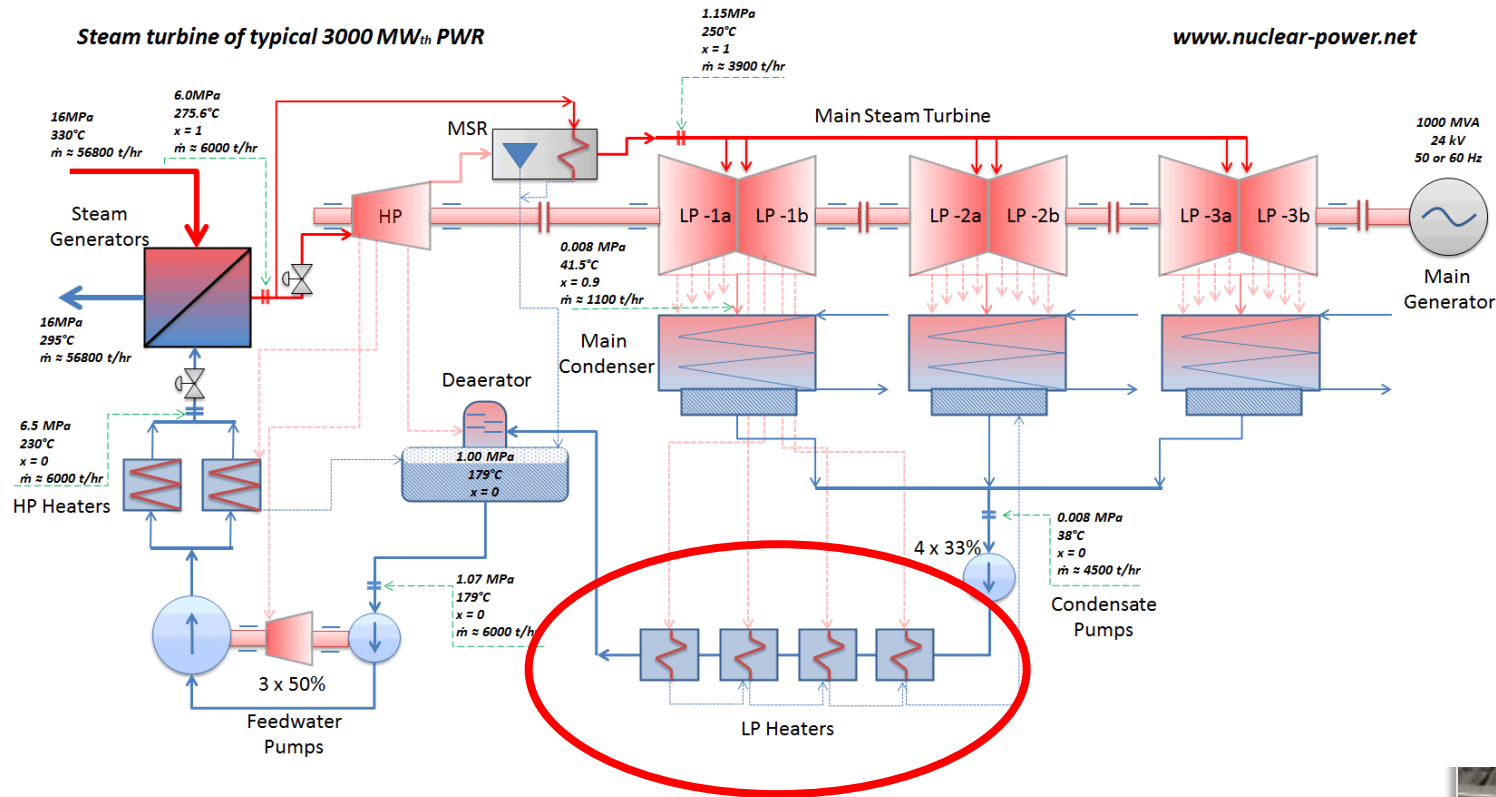 Steam turbine of typical 3000 MWth PWR
www.nuclear-power.net
1.15MPa
250°C
x = 1
ṁ ≈ 3900 t/hr
6.0MPa
275.6°C
x = 1
ṁ ≈ 6000 t/hr
16MPa
330°C
ṁ ≈ 56800 t/hr
MSR
Main Steam Turbine
1000 MVA
24 kV
50 or 60 Hz
Steam
Generators
HP
LP -1a
LP -1b
LP -2a
LP -2b
LP -3a
LP -3b
0.008 MPa
41.5°C
x = 0.9
ṁ ≈ 1100 t/hr
Main
Generator
16MPa
295°C
ṁ ≈ 56800 t/hr
Main
Condenser
Deaerator
6.5 MPa
230°C
x = 0
ṁ ≈ 6000 t/hr
HP Heaters
1.00 MPa
179°C
x = 0
0.008 MPa
38°C
x = 0
ṁ ≈ 4500 t/hr
4 x 33%
Condensate
Pumps
1.07 MPa
179°C
x = 0
ṁ ≈ 6000 t/hr
3 x 50%
Feedwater
Pumps
LP Heaters